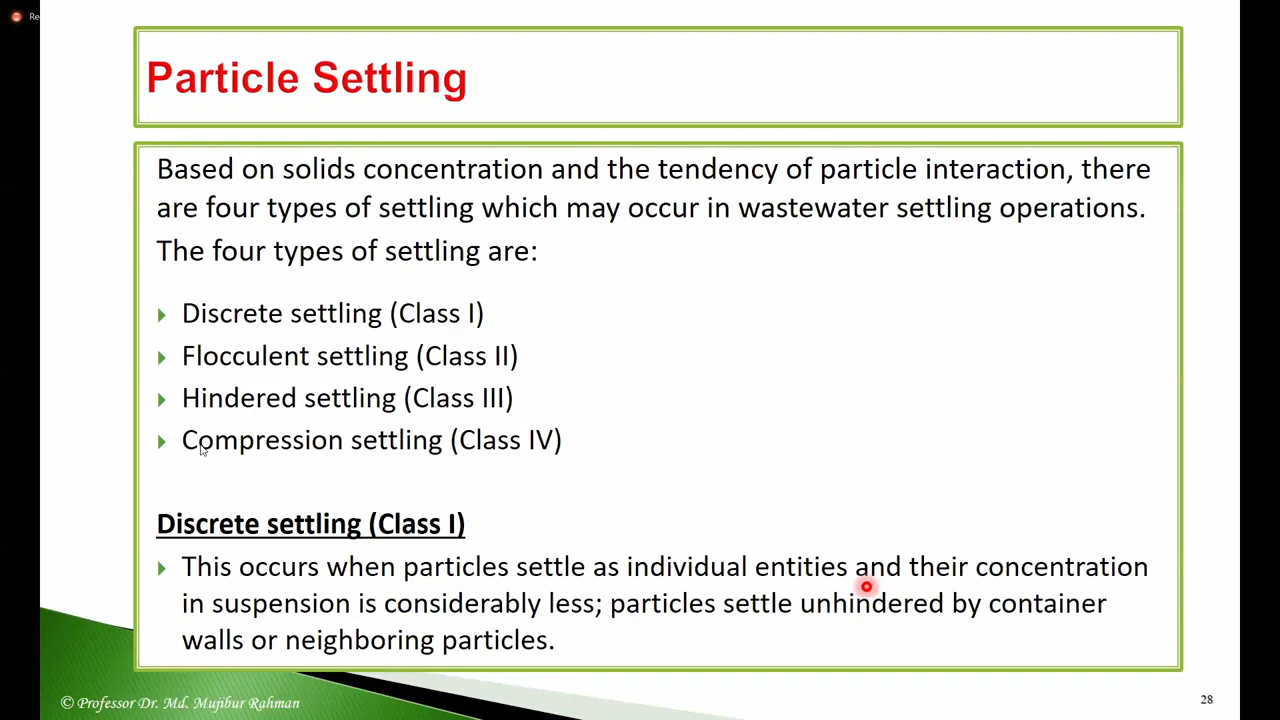 Re
Particle Settling
Based on solids concentration and the tendency of particle interaction, there
are four types of settling which may occur in wastewater settling operations.
The four types of settling are:
Discrete settling (Class I)
Flocculent settling (Class II)
Hindered settling (Class III)
Compression settling (Class IV)
Discrete settling (Class I)
This occurs when particles settle as individual entities and their concentration
in suspension is considerably less; particles settle unhindered by container
walls or neighboring particles.
© Professor Dr. Md. Mujibur Rahman
28